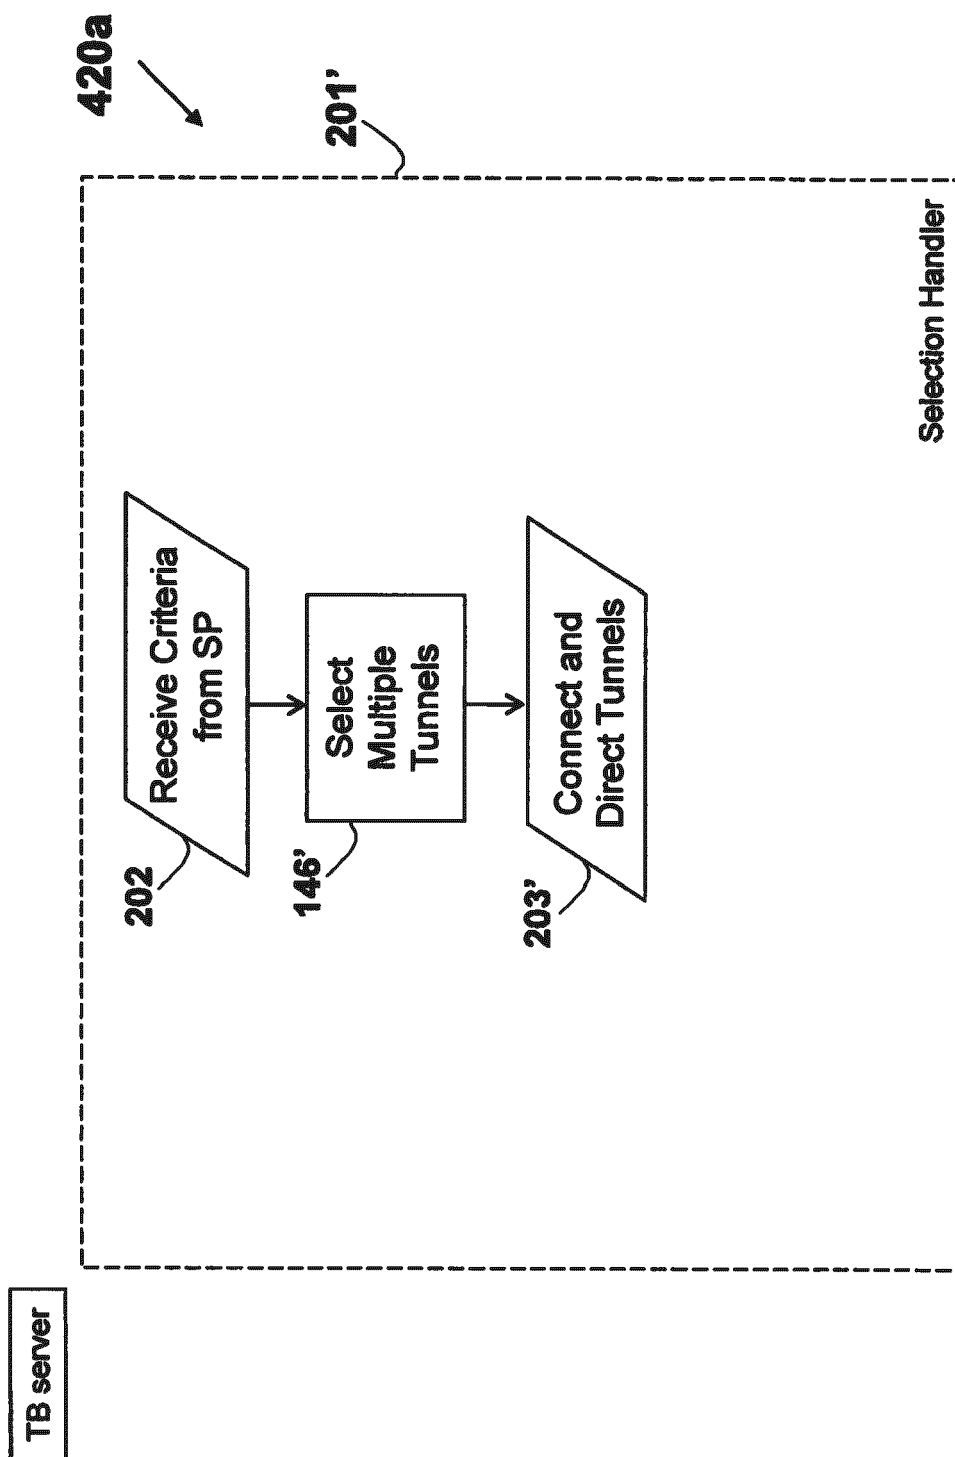 TB server
420a
201’
Receive Criteria
from SP
202
Select
Multiple
Tunnels
146’
Connect and
Direct Tunnels
203’
Selection Handler